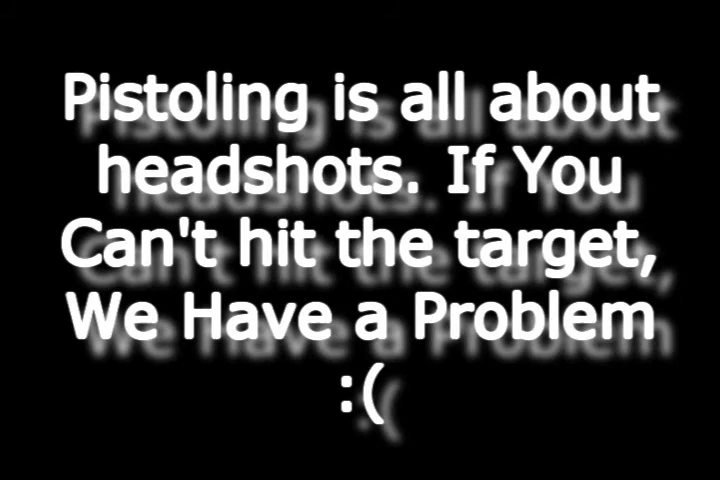 Pistoling is all about
headshots. If You
Can't hit the target,
We Have a Problem
:(